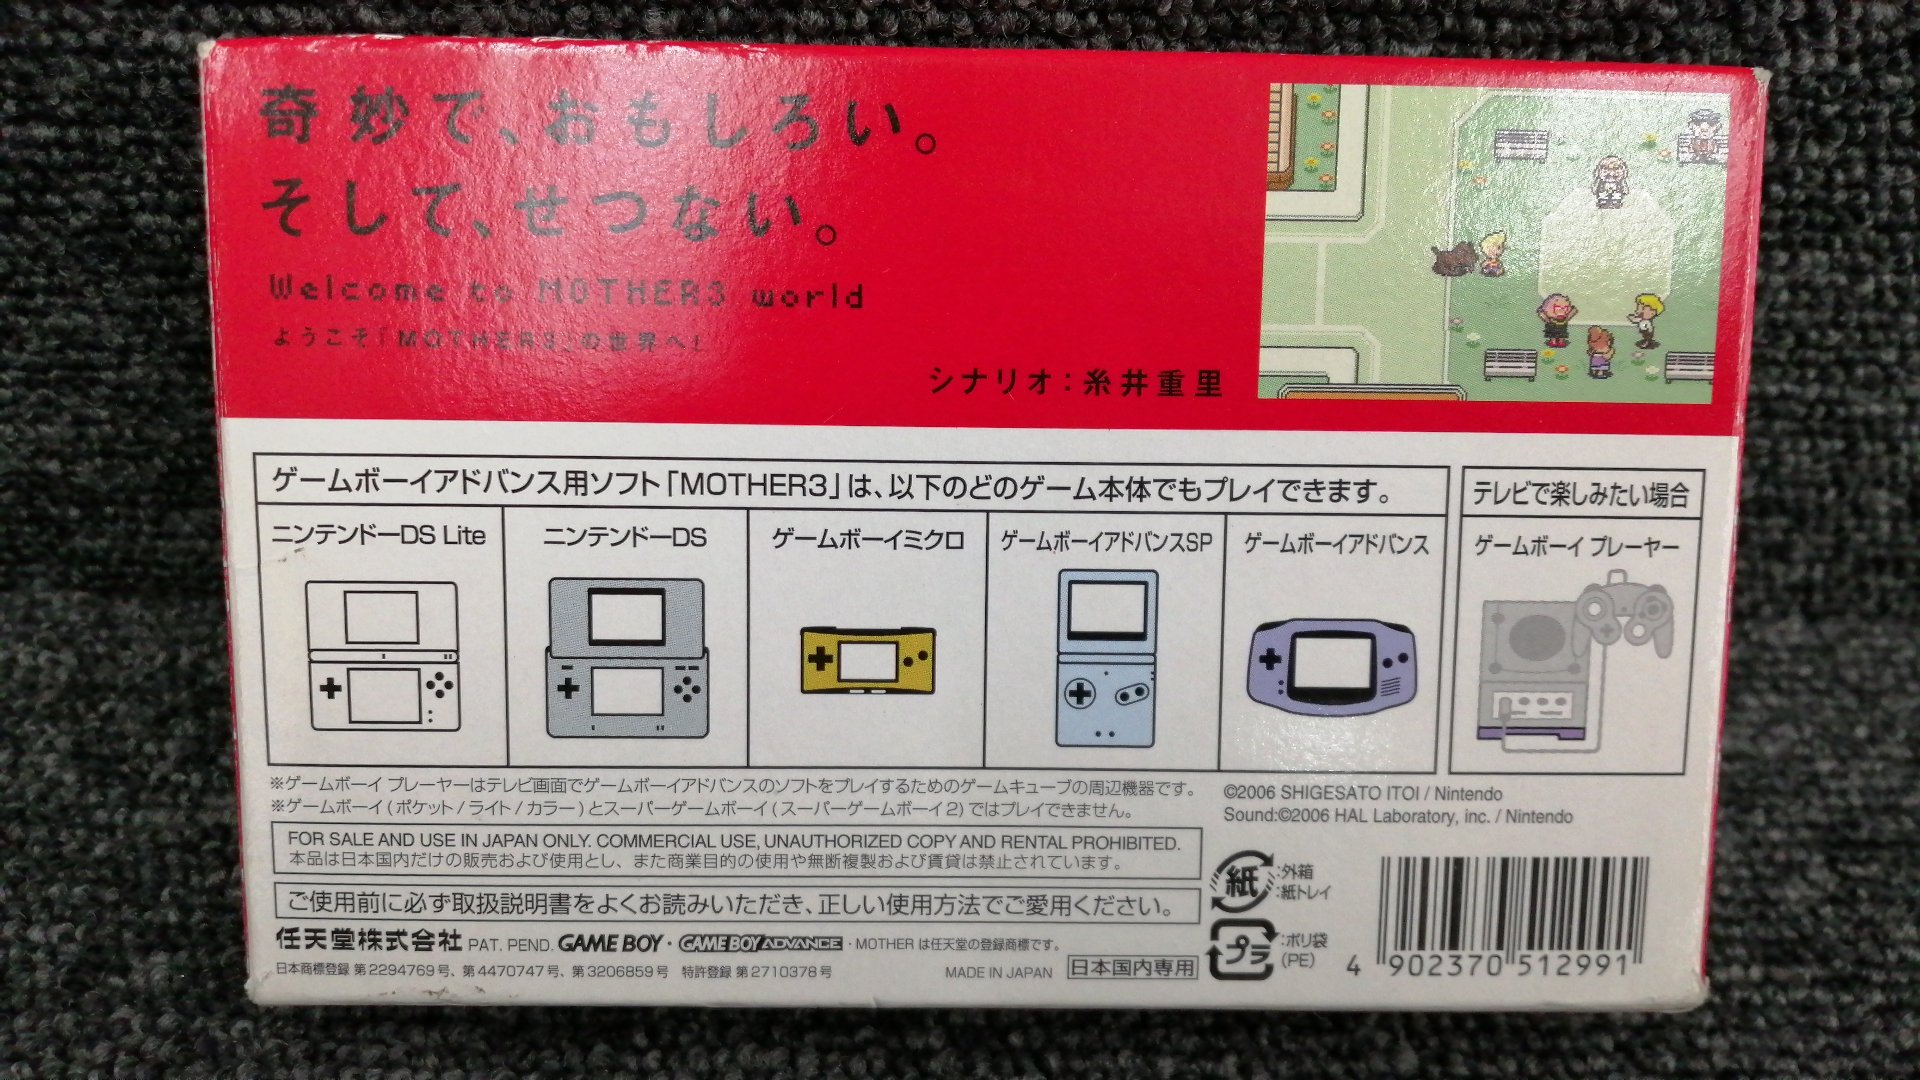 奇妙で、おもしろい。
そして、せつない。
Welcome to MOTHER3 world
ようこそ「MOTHER3」の世界へ!
シナリオ：糸井重里
ゲームボーイアドバンス用ソフト「MOTHER3」は、以下のどのゲーム本体でもプレイできます。
テレビで楽しみたい場合
ニンテンドーDS Lite
ニンテンドーDS
ゲームボーイミクロ
ゲームボーイアドバンスSP
ゲームボーイアドバンス
ゲームボーイ プレーヤー
※ゲームボーイ プレーヤーはテレビ画面でゲームボーイアドバンスのソフトをプレイするためのゲームキューブの周辺機器です。
※ゲームボーイ(ポケット/ライト/カラー)とスーパーゲームボーイ(スーパーゲームボーイ2)ではプレイできません。
©2006 SHIGESATO ITOI / Nintendo
Sound:©2006 HAL Laboratory, inc. / Nintendo
FOR SALE AND USE IN JAPAN ONLY. COMMERCIAL USE, UNAUTHORIZED COPY AND RENTAL PROHIBITED.
本品は日本国内だけの販売および使用とし、また商業目的の使用や無断複製および賃貸は禁止されています。
ご使用前に必ず取扱説明書をよくお読みいただき、正しい使用方法でご愛用ください。
紙 :外箱
:紙トレイ
プラ :ポリ袋
(PE)
任天堂株式会社 PAT. PEND. GAME BOY・GAME BOY ADVANCE・MOTHER は任天堂の登録商標です。
日本商標登録 第2294769号、第4470747号、第3206859号 特許登録 第2710378号
MADE IN JAPAN 日本国内専用
4 902370 512991